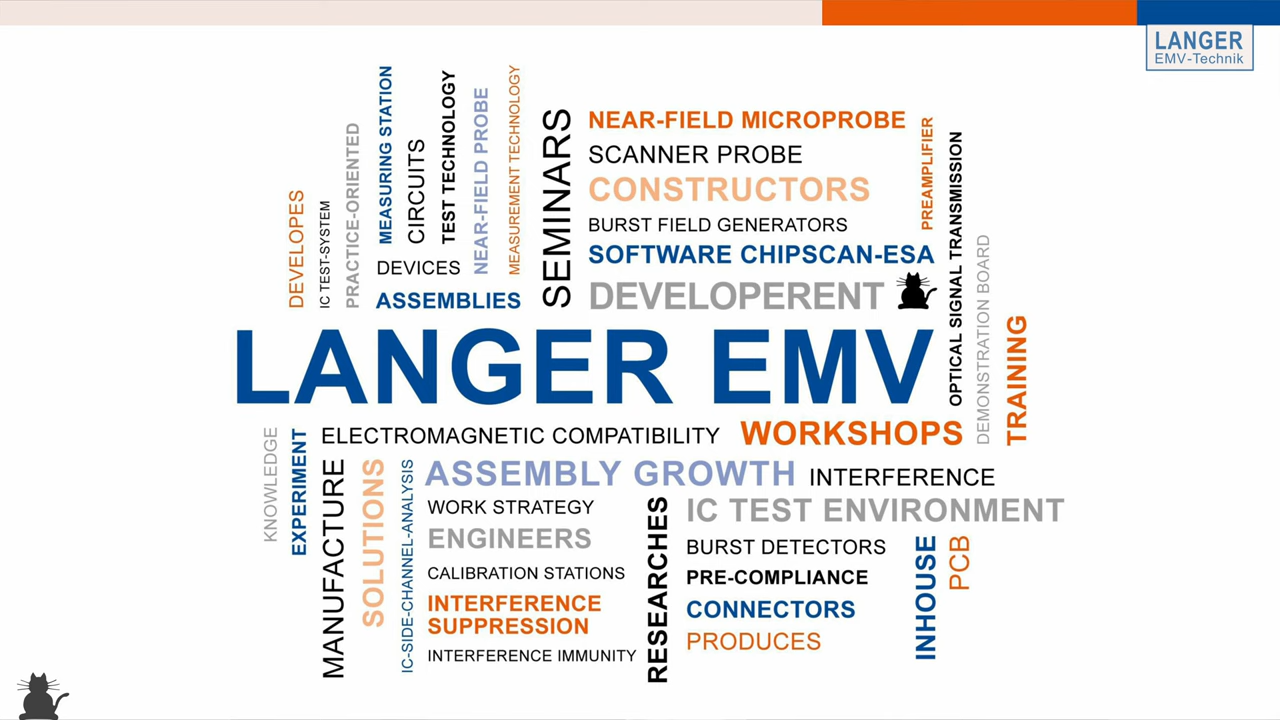 LANGER
EMV-Technik
DEVELOPES
IC TEST-SYSTEM
PRACTICE-ORIENTED
MEASURING STATION
CIRCUITS
TEST TECHNOLOGY
NEAR-FIELD PROBE
MEASUREMENT TECHNOLOGY
DEVICES
ASSEMBLIES
SEMINARS
NEAR-FIELD MICROPROBE
SCANNER PROBE
CONSTRUCTORS
BURST FIELD GENERATORS
SOFTWARE CHIPSCAN-ESA
DEVELOPERENT
PREAMPLIFIER
OPTICAL SIGNAL TRANSMISSION
DEMONSTRATION BOARD
TRAINING
LANGER EMV
KNOWLEDGE
EXPERIMENT
ELECTROMAGNETIC COMPATIBILITY
WORKSHOPS
MANUFACTURE
SOLUTIONS
IC-SIDE-CHANNEL-ANALYSIS
ASSEMBLY GROWTH
INTERFERENCE
WORK STRATEGY
ENGINEERS
CALIBRATION STATIONS
INTERFERENCE
SUPPRESSION
INTERFERENCE IMMUNITY
RESEARCHES
IC TEST ENVIRONMENT
BURST DETECTORS
PRE-COMPLIANCE
CONNECTORS
PRODUCES
INHOUSE
PCB